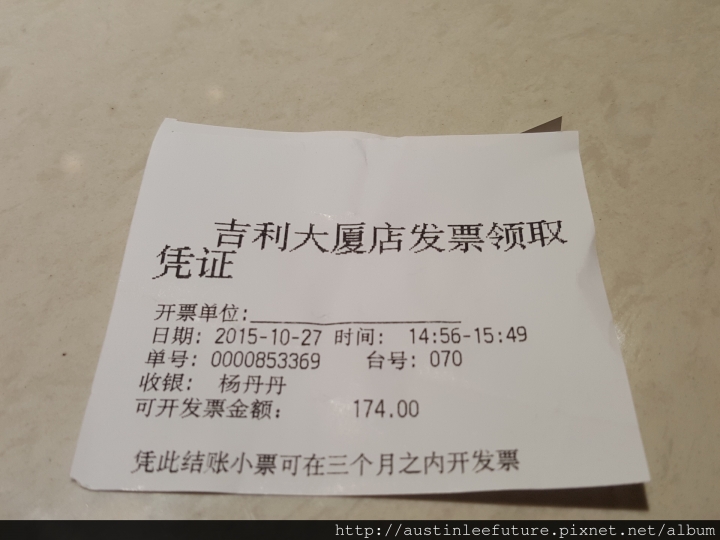 吉利大厦店发票领取
凭证
开票单位:____________________
日期: 2015-10-27 时间: 14:56-15:49
单号: 0000853369 台号: 070
收银: 杨丹丹
可开发票金额: 174.00
凭此结账小票可在三个月之内开发票
http://austinleefuture.pixnet.net/album